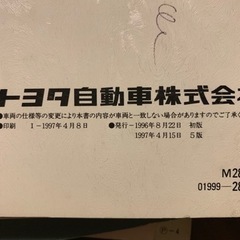 トヨタ自動車株式会
●車両の仕様等の変更により本書の内容が車両と一致しない場合がありますのでご了承
●印刷 1-1997年4月8日 ●発行-1996年8月22日 初版
1997年4月15日 5版
M28
01999-28